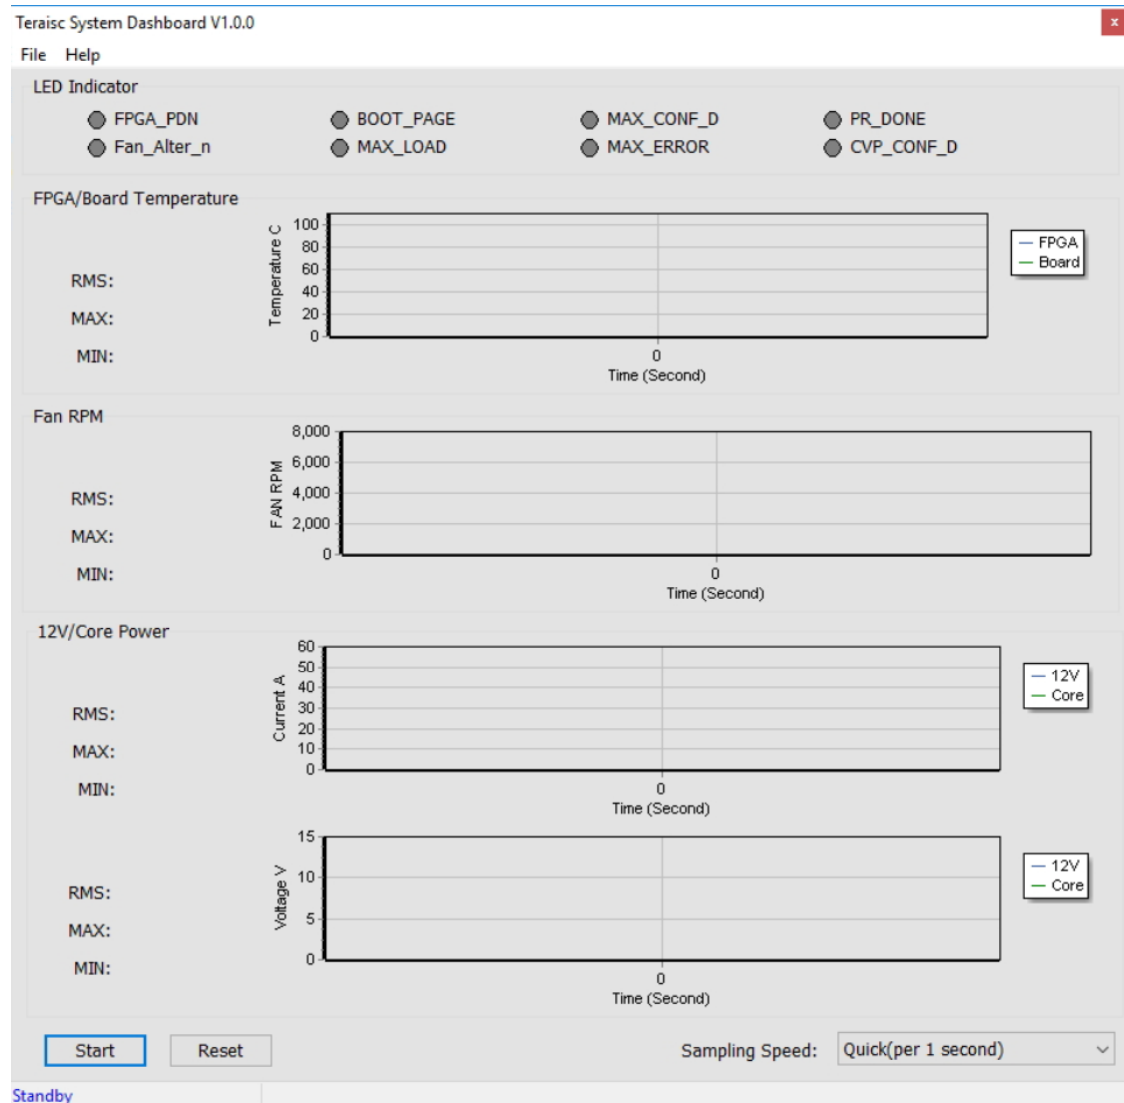 Teraisc System Dashboard V1.0.0
x
File Help
LED Indicator
FPGA_PDN BOOT_PAGE MAX_CONF_D PR_DONE
Fan_Alter_n MAX_LOAD MAX_ERROR CVP_CONF_D
FPGA/Board Temperature
RMS:
MAX:
MIN:
Temperature C
100
80
60
40
20
0
0
Time (Second)
FPGA
Board
Fan RPM
RMS:
MAX:
MIN:
FAN RPM
8,000
6,000
4,000
2,000
0
0
Time (Second)
12V/Core Power
RMS:
MAX:
MIN:
Current A
60
50
40
30
20
10
0
0
Time (Second)
12V
Core
RMS:
MAX:
MIN:
Voltage V
15
10
5
0
0
Time (Second)
12V
Core
Start Reset Sampling Speed: Quick(per 1 second)
Standby